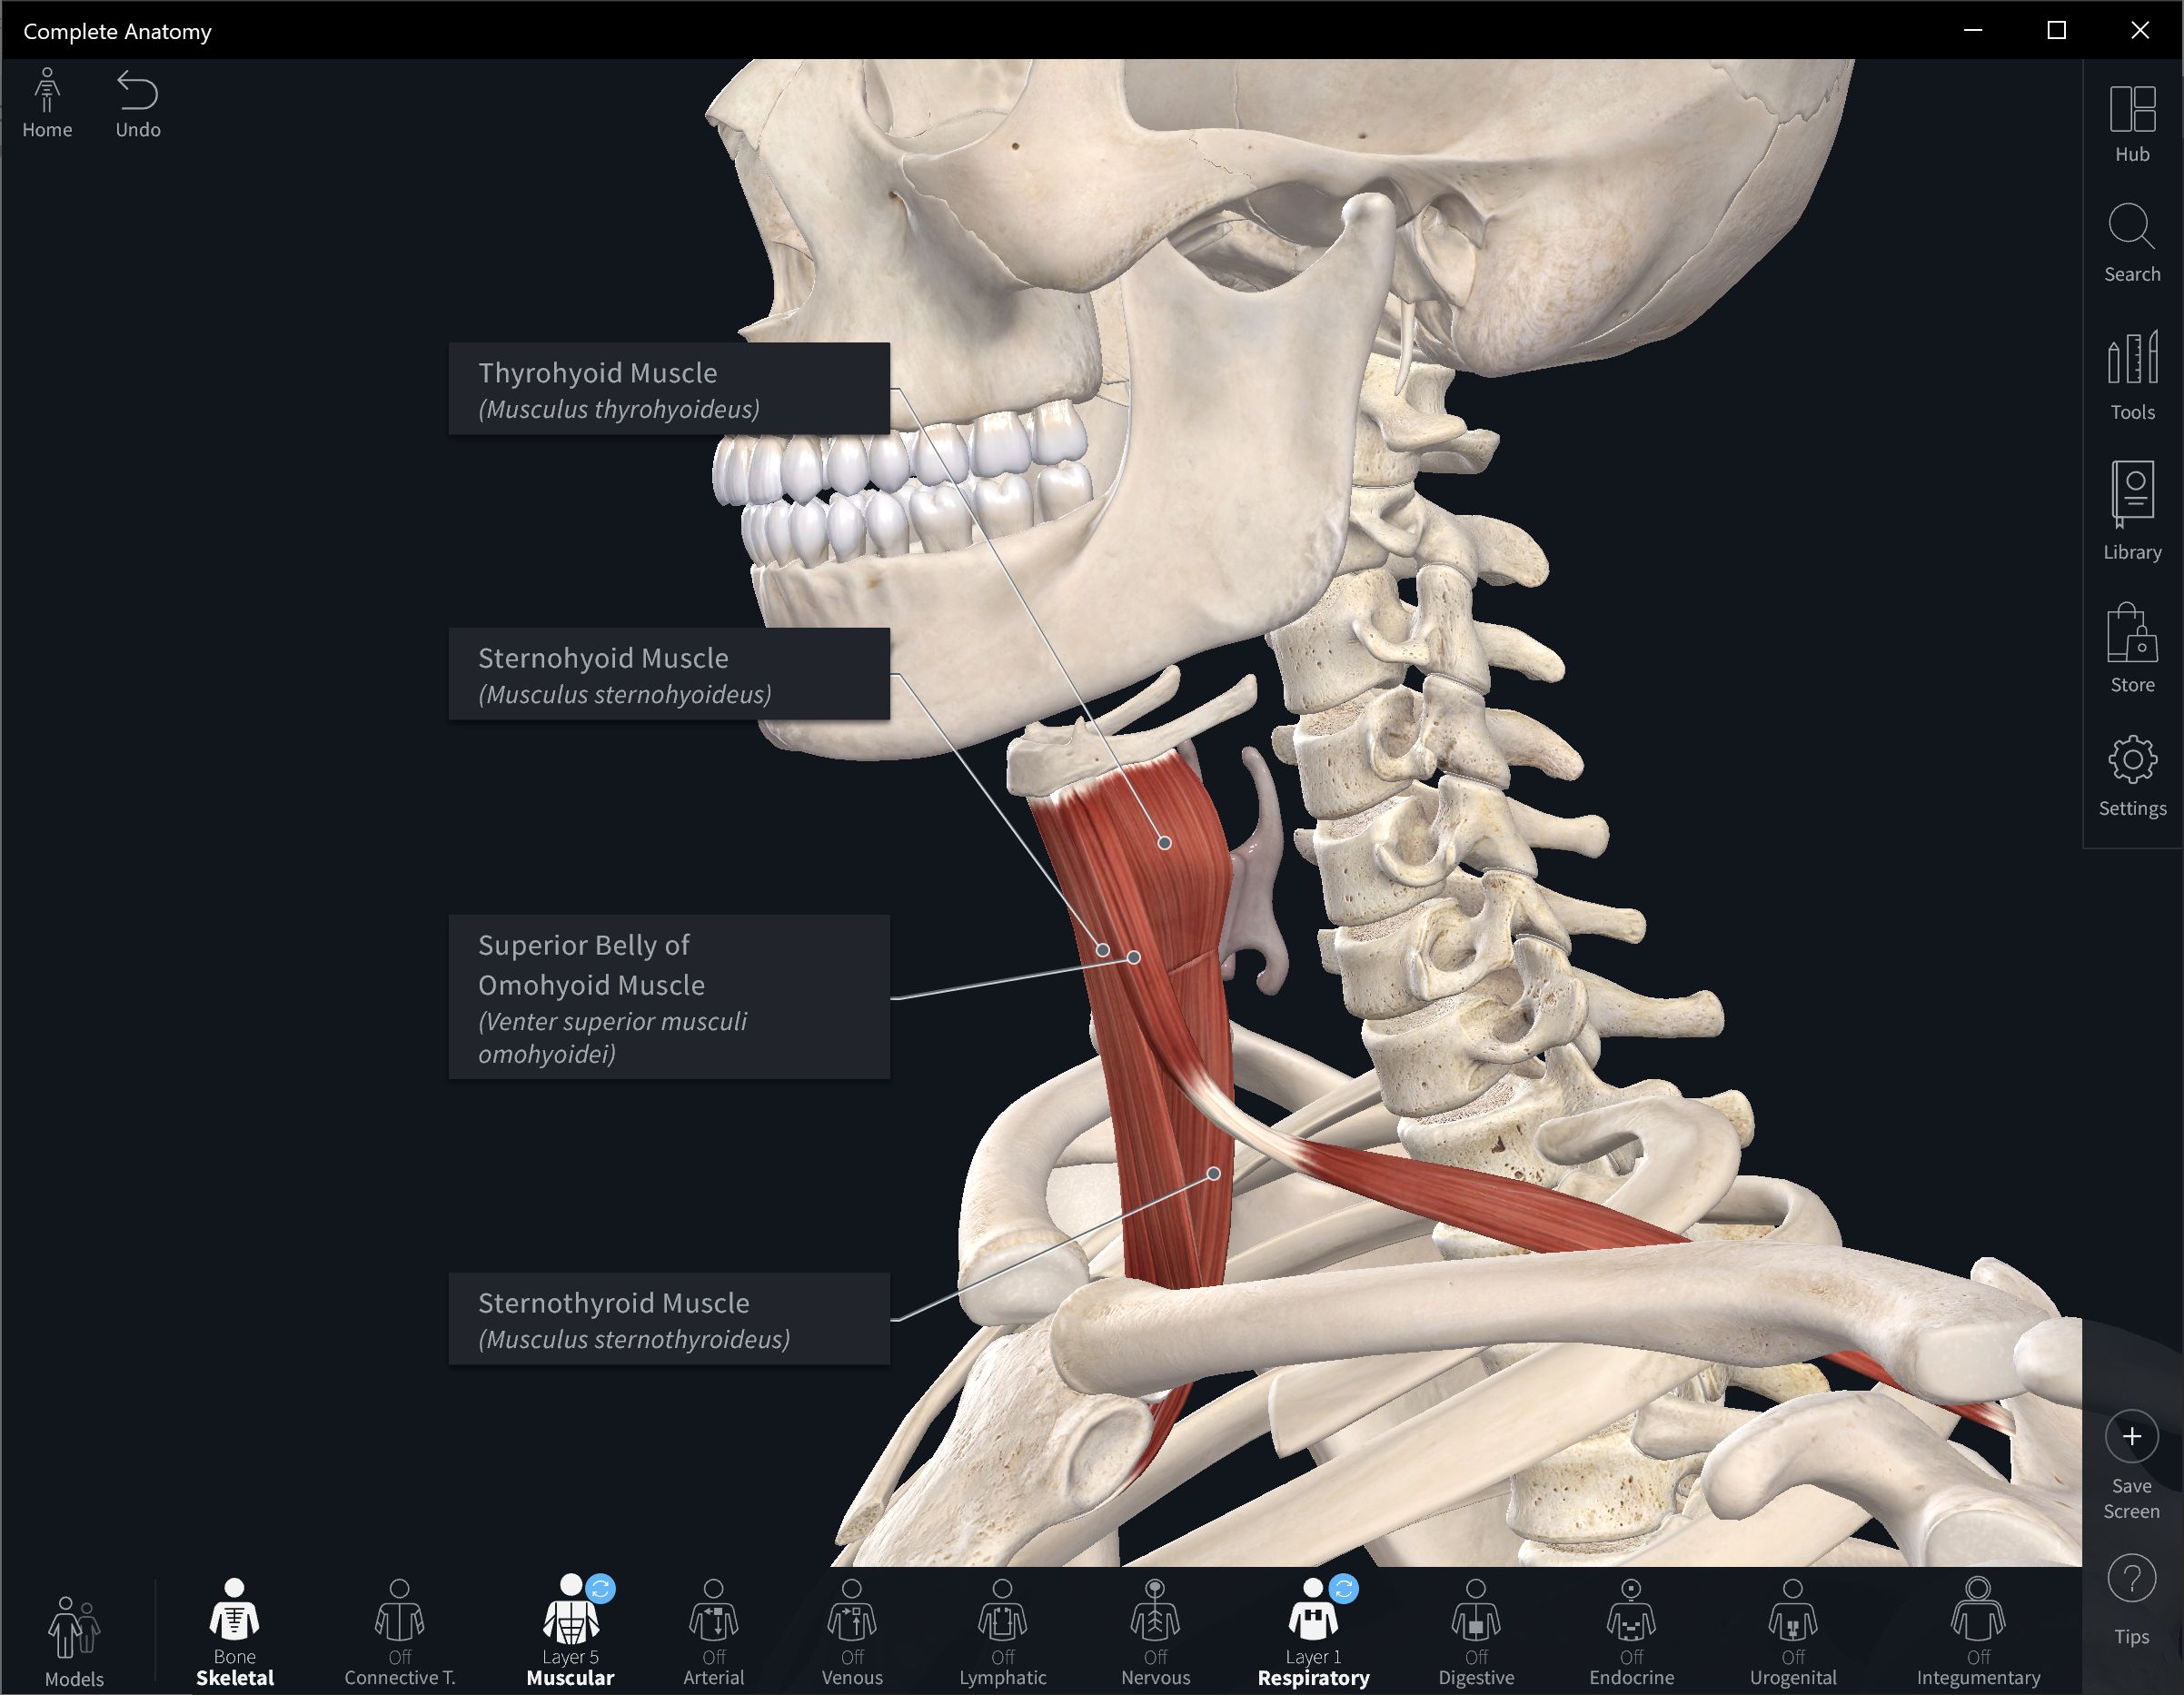 Complete Anatomy
Home
Undo
Hub
Search
Tools
Library
Store
Settings
Thyrohyoid Muscle
(Musculus thyrohyoideus)
Sternohyoid Muscle
(Musculus sternohyoideus)
Superior Belly of
Omohyoid Muscle
(Venter superior musculi
omohyoidei)
Sternothyroid Muscle
(Musculus sternothyroideus)
+
Save
Screen
?
Tips
Models
Bone
Skeletal
Off
Connective T.
Layer 5
Muscular
Off
Arterial
Off
Venous
Off
Lymphatic
Off
Nervous
Layer 1
Respiratory
Off
Digestive
Off
Endocrine
Off
Urogenital
Off
Integumentary